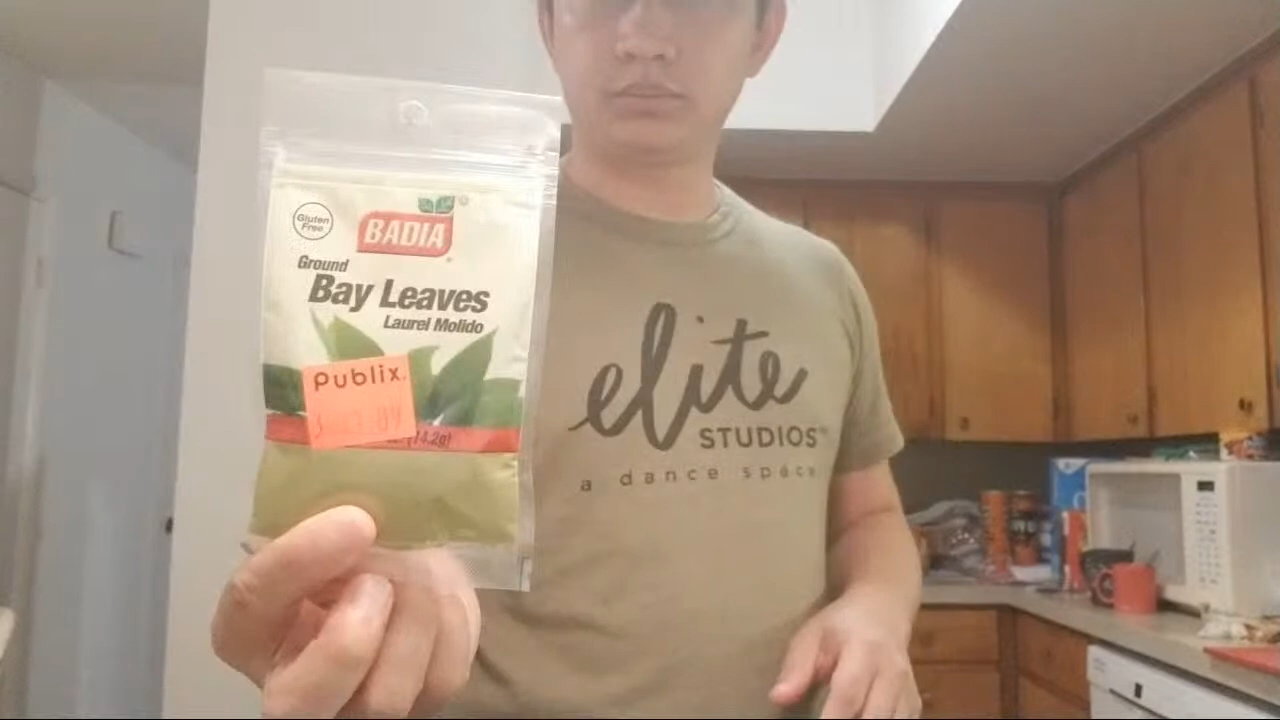 Gluten
Free
BADIA
Ground
Bay Leaves
Laurel Molido
Publix.
(14.2g)
elite
STUDIOS
a dance space